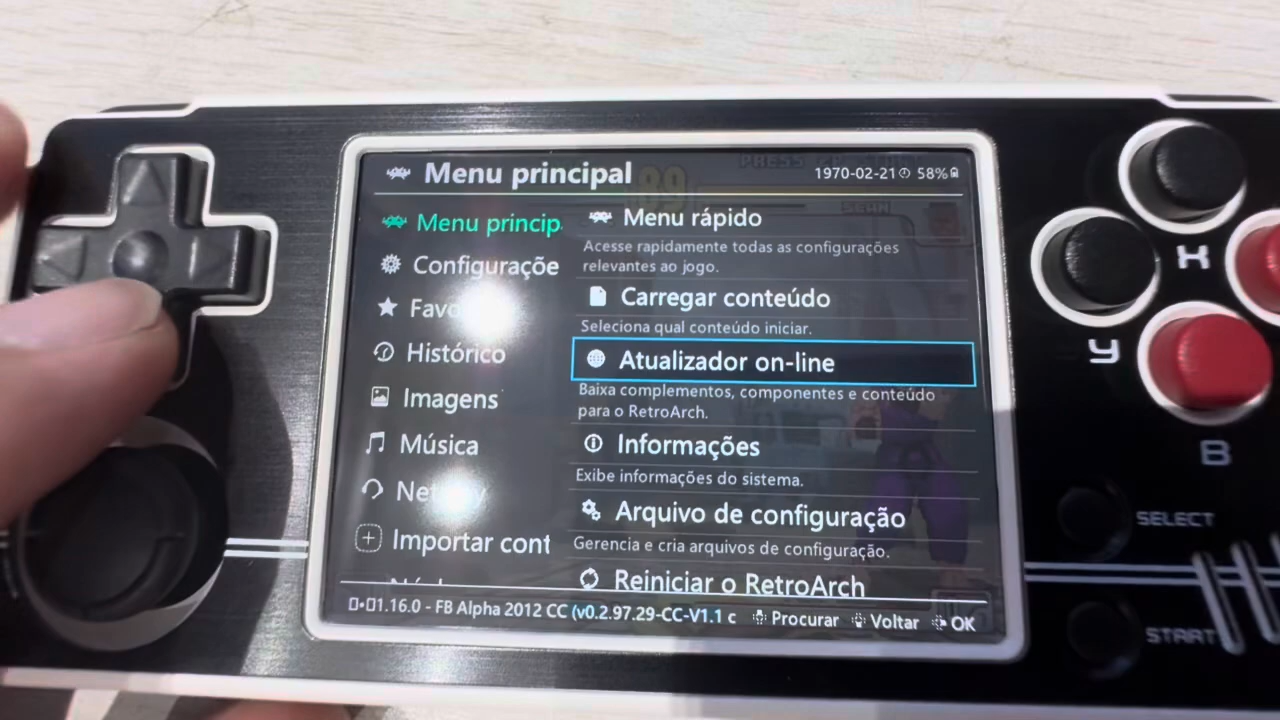 Menu principal
1970-02-21 58%
Menu princip
Configuraçõe
Favo
Histórico
Imagens
Música
Net
Importar cont
Menu rápido
Acesse rapidamente todas as configurações
relevantes ao jogo.
Carregar conteúdo
Seleciona qual conteúdo iniciar.
Atualizador on-line
Baixa complementos, componentes e conteúdo
para o RetroArch.
Informações
Exibe informações do sistema.
Arquivo de configuração
Gerencia e cria arquivos de configuração.
Reiniciar o RetroArch
1.16.0 - FB Alpha 2012 CC (v0.2.97.29-CC-V1.1 c
Procurar
Voltar
OK
X
Y
B
SELECT
START